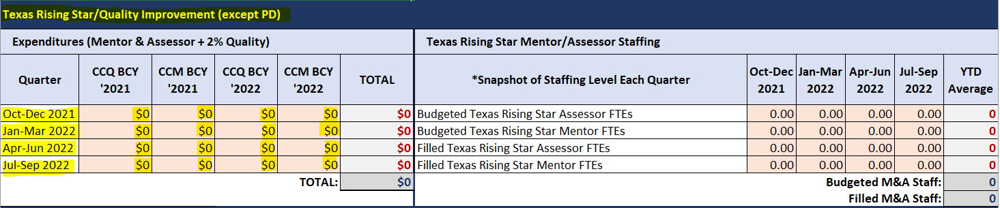 Texas Rising Star/Quality Improvement (except PD)
Expenditures (Mentor & Assessor + 2% Quality) Texas Rising Star Mentor/Assessor Staffing
Quarter CCQ BCY '2021 CCM BCY '2021 CCQ BCY '2022 CCM BCY '2022 TOTAL *Snapshot of Staffing Level Each Quarter Oct-Dec 2021 Jan-Mar 2022 Apr-Jun 2022 Jul-Sep 2022 YTD Average
Oct-Dec 2021 $0 $0 $0 $0 $0 Budgeted Texas Rising Star Assessor FTEs 0.00 0.00 0.00 0.00 0
Jan-Mar 2022 $0 $0 $0 $0 $0 Budgeted Texas Rising Star Mentor FTEs 0.00 0.00 0.00 0.00 0
Apr-Jun 2022 $0 $0 $0 $0 $0 Filled Texas Rising Star Assessor FTEs 0.00 0.00 0.00 0.00 0
Jul-Sep 2022 $0 $0 $0 $0 $0 Filled Texas Rising Star Mentor FTEs 0.00 0.00 0.00 0.00 0
TOTAL: $0 Budgeted M&A Staff: 0
Filled M&A Staff: 0